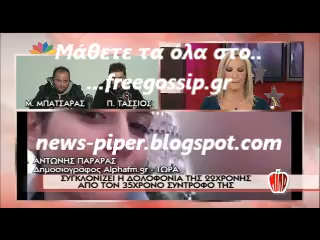 Μάθετε τα όλα στο..
...freegossip.gr
Μ. ΜΠΑΤΣΑΡΑΣ
Π. ΤΑΣΣΙΟΣ
...
news-piper.blogspot.com
ΑΝΤΩΝΗΣ ΠΑΡΑΡΑΣ
Δημοσιογράφος Alphafm.gr - ΤΩΡΑ
ΣΥΓΚΛΟΝΙΖΕΙ Η ΔΟΛΟΦΟΝΙΑ ΤΗΣ 22ΧΡΟΝΗΣ
ΑΠΟ ΤΟΝ 35ΧΡΟΝΟ ΣΥΝΤΡΟΦΟ ΤΗΣ